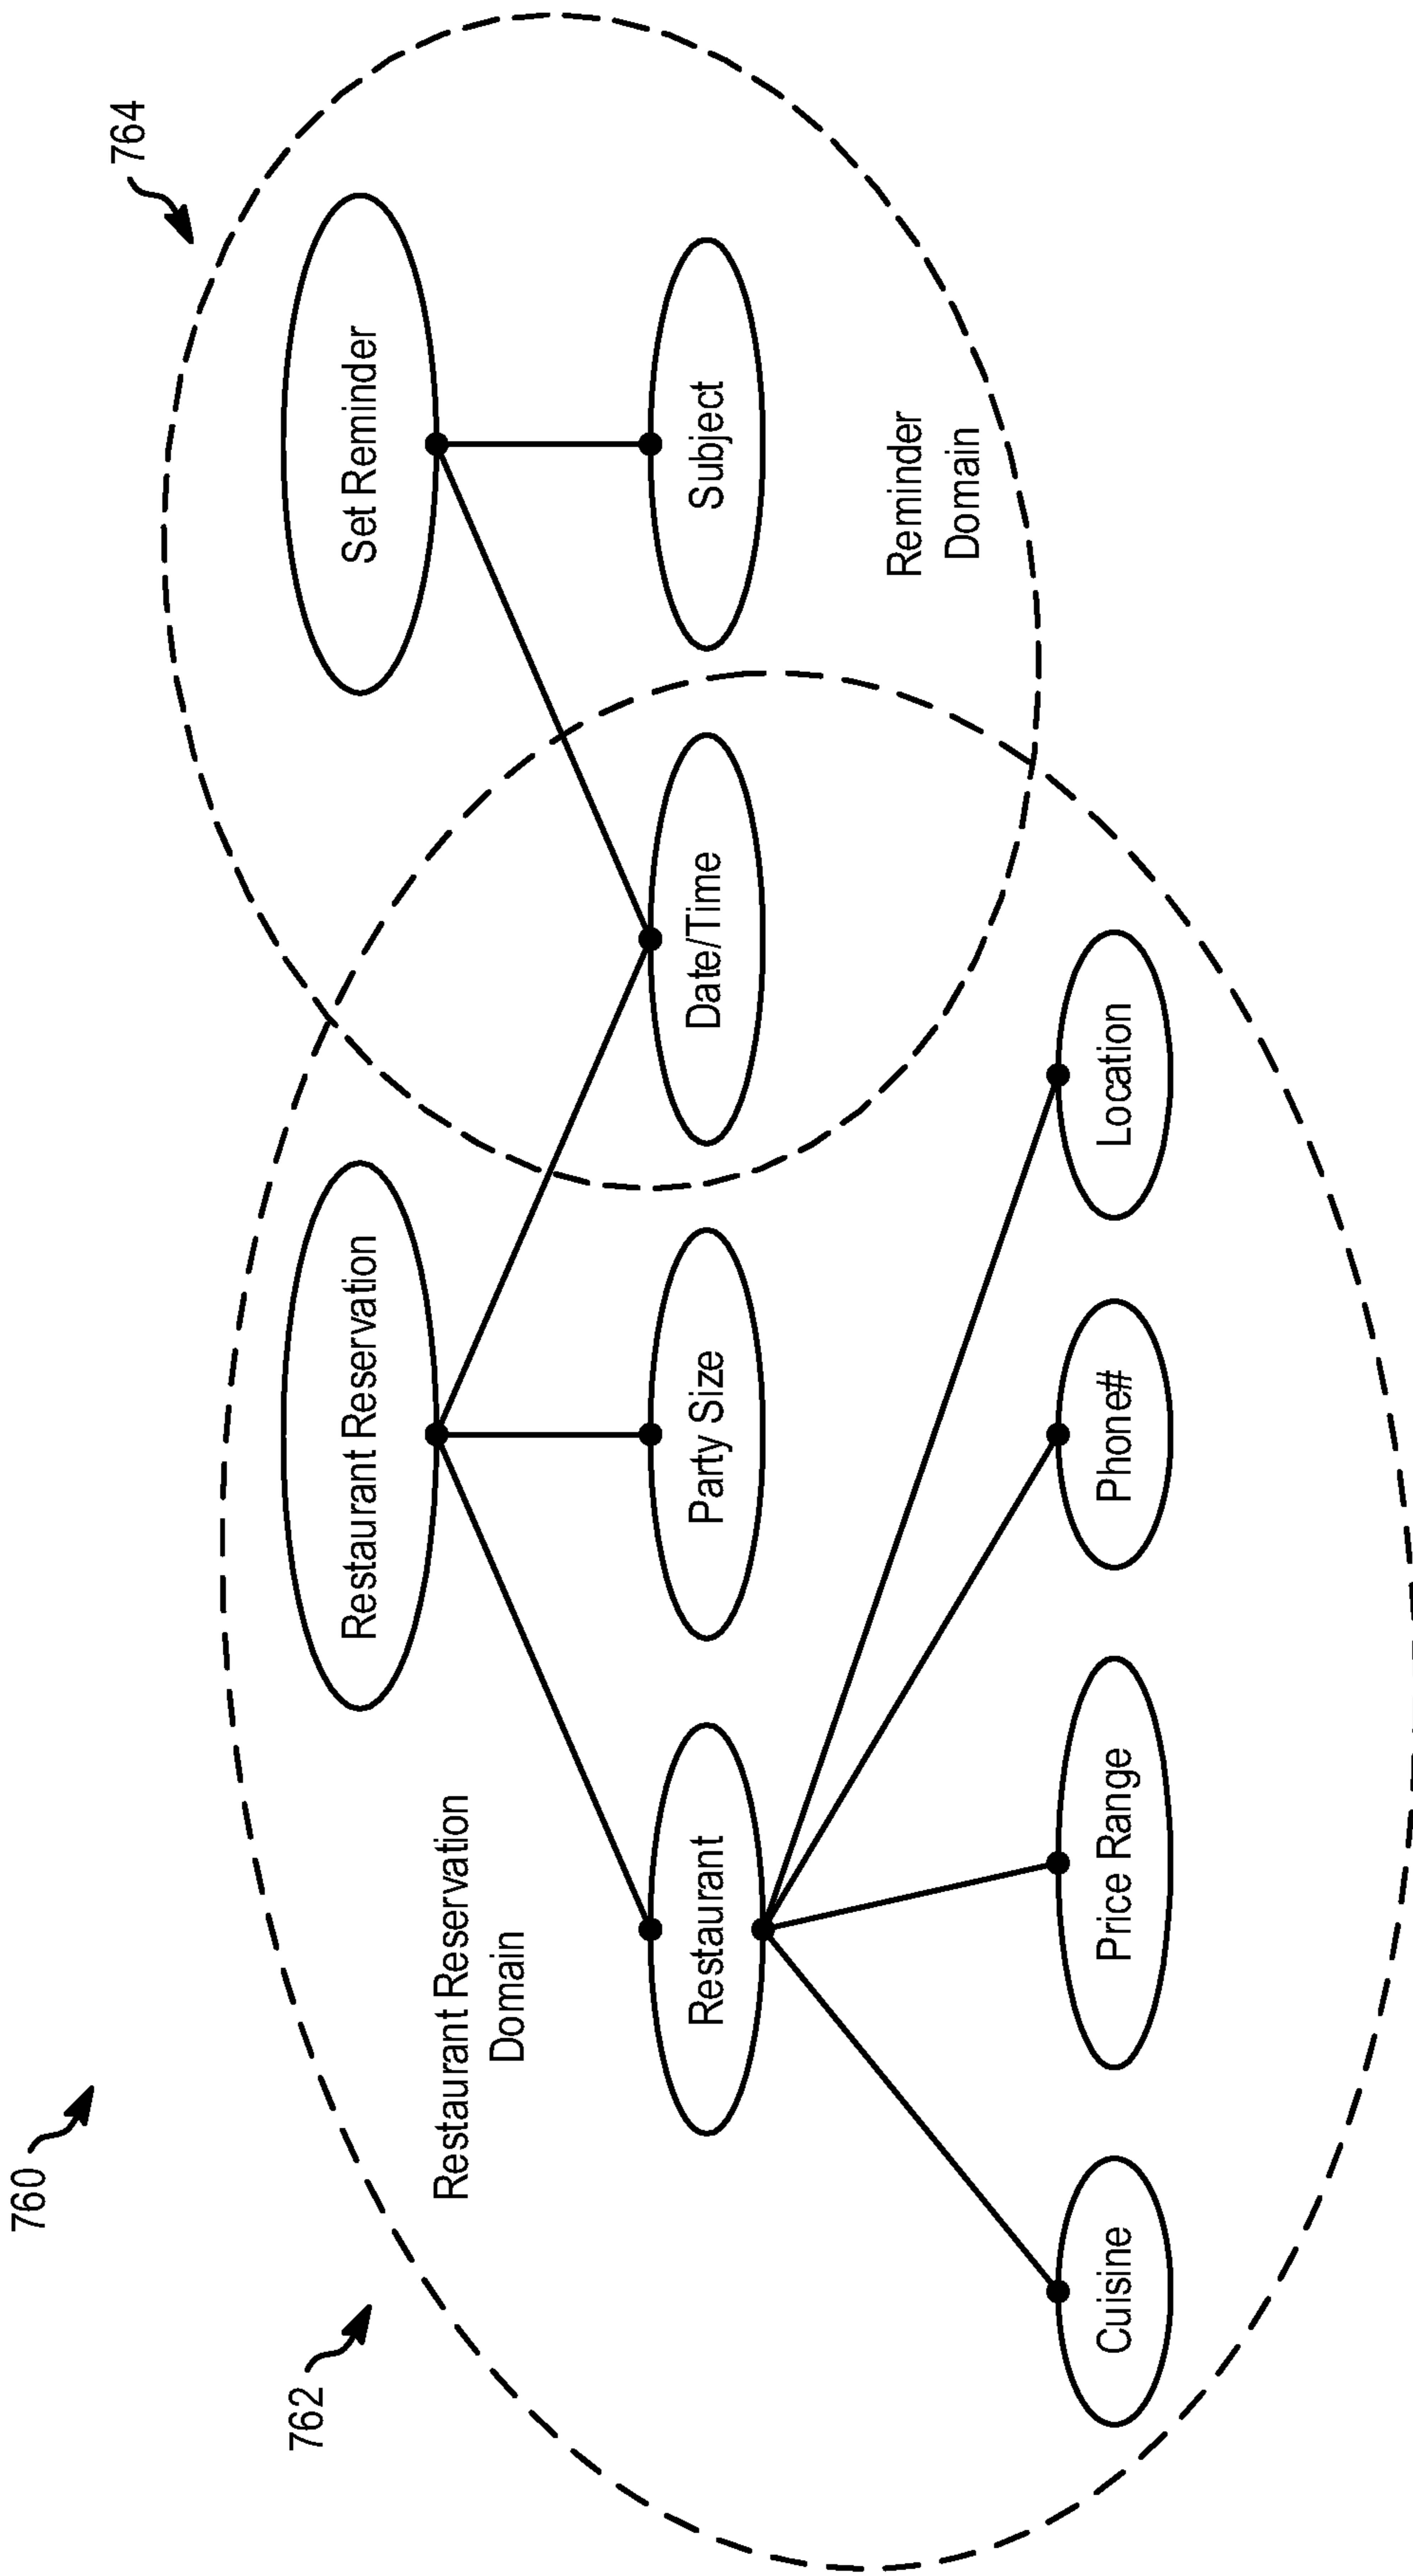 760
762
764
Restaurant Reservation
Set Reminder
Restaurant Reservation
Domain
Restaurant
Party Size
Date/Time
Subject
Reminder
Domain
Cuisine
Price Range
Phone#
Location